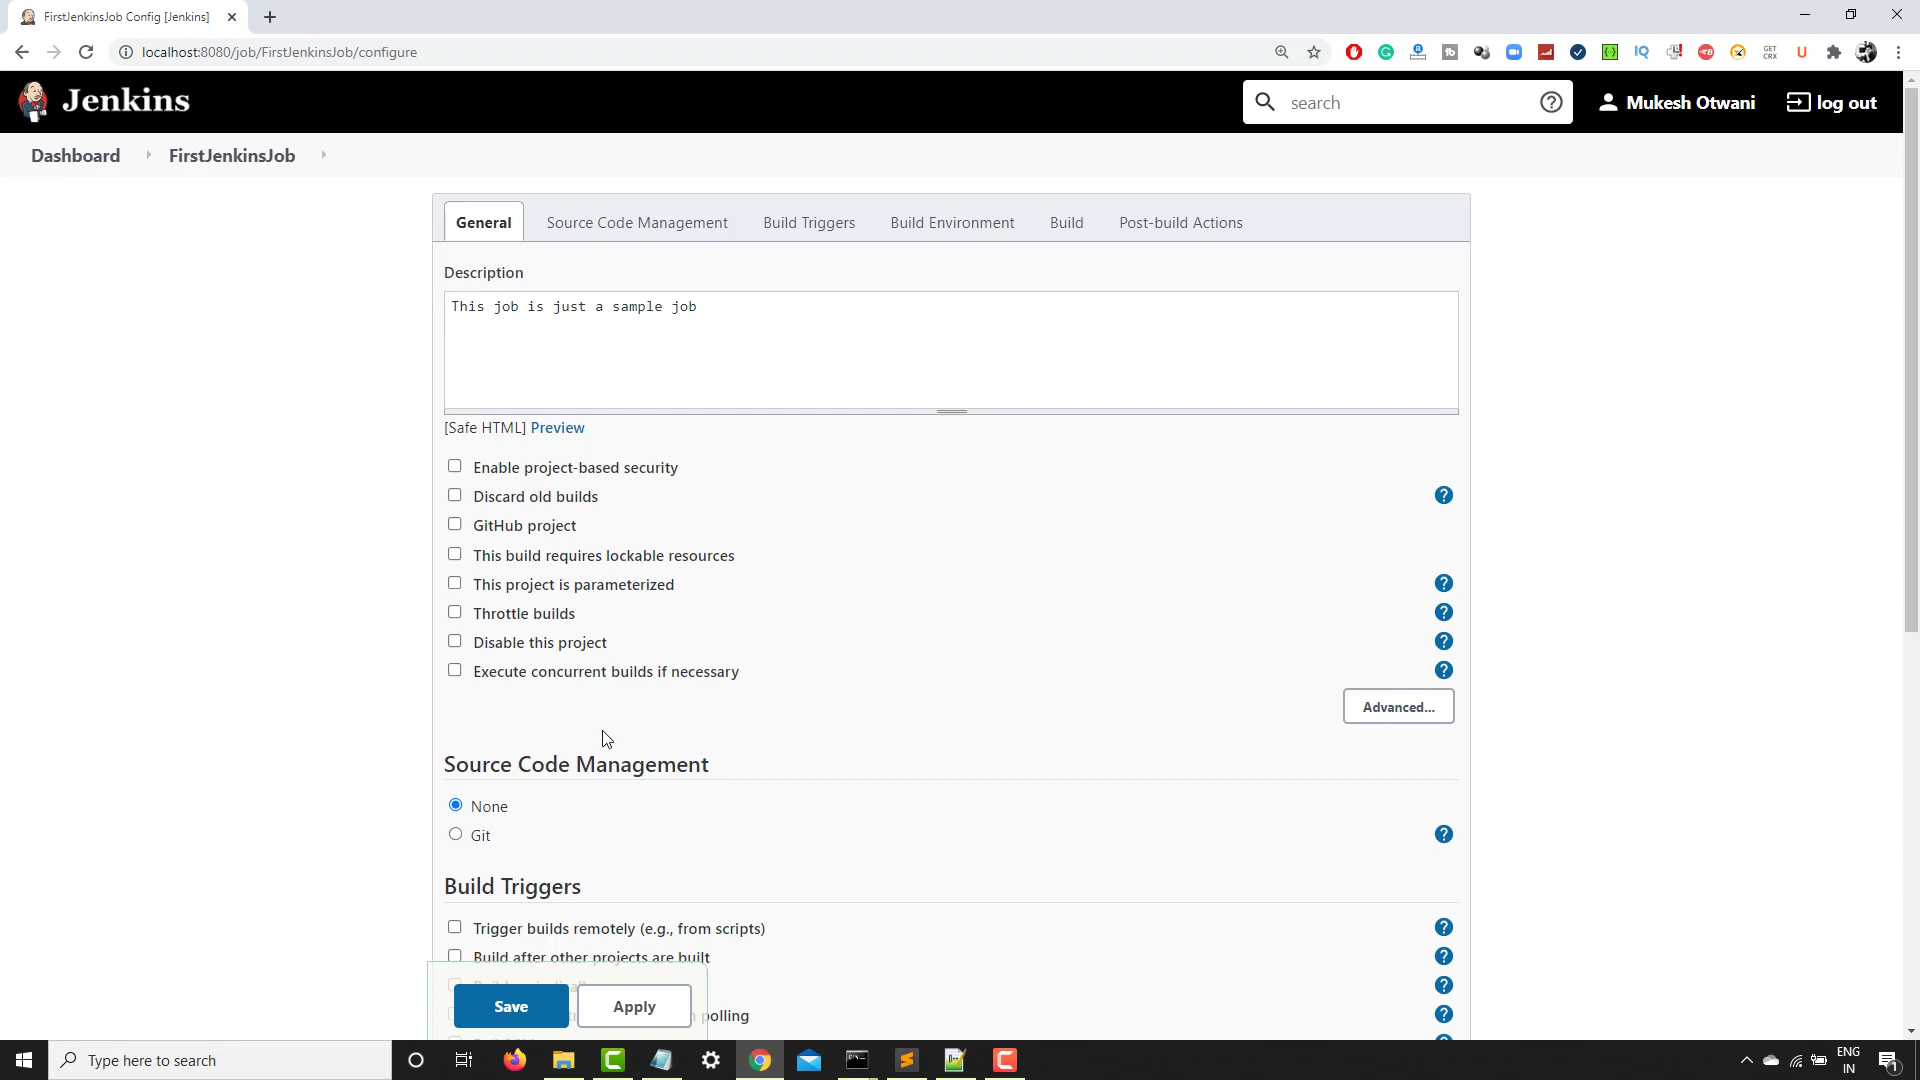 FirstJenkinsJob Config [Jenkins]
localhost:8080/job/FirstJenkinsJob/configure
GET
CRX
Jenkins
search
Mukesh Otwani
log out
Dashboard
FirstJenkinsJob
General
Source Code Management
Build Triggers
Build Environment
Build
Post-build Actions
Description
This job is just a sample job
[Safe HTML] Preview
Enable project-based security
Discard old builds
GitHub project
This build requires lockable resources
This project is parameterized
Throttle builds
Disable this project
Execute concurrent builds if necessary
Advanced...
Source Code Management
None
Git
Build Triggers
Trigger builds remotely (e.g., from scripts)
Build after other projects are built
polling
Save
Apply
Type here to search
ENG
IN